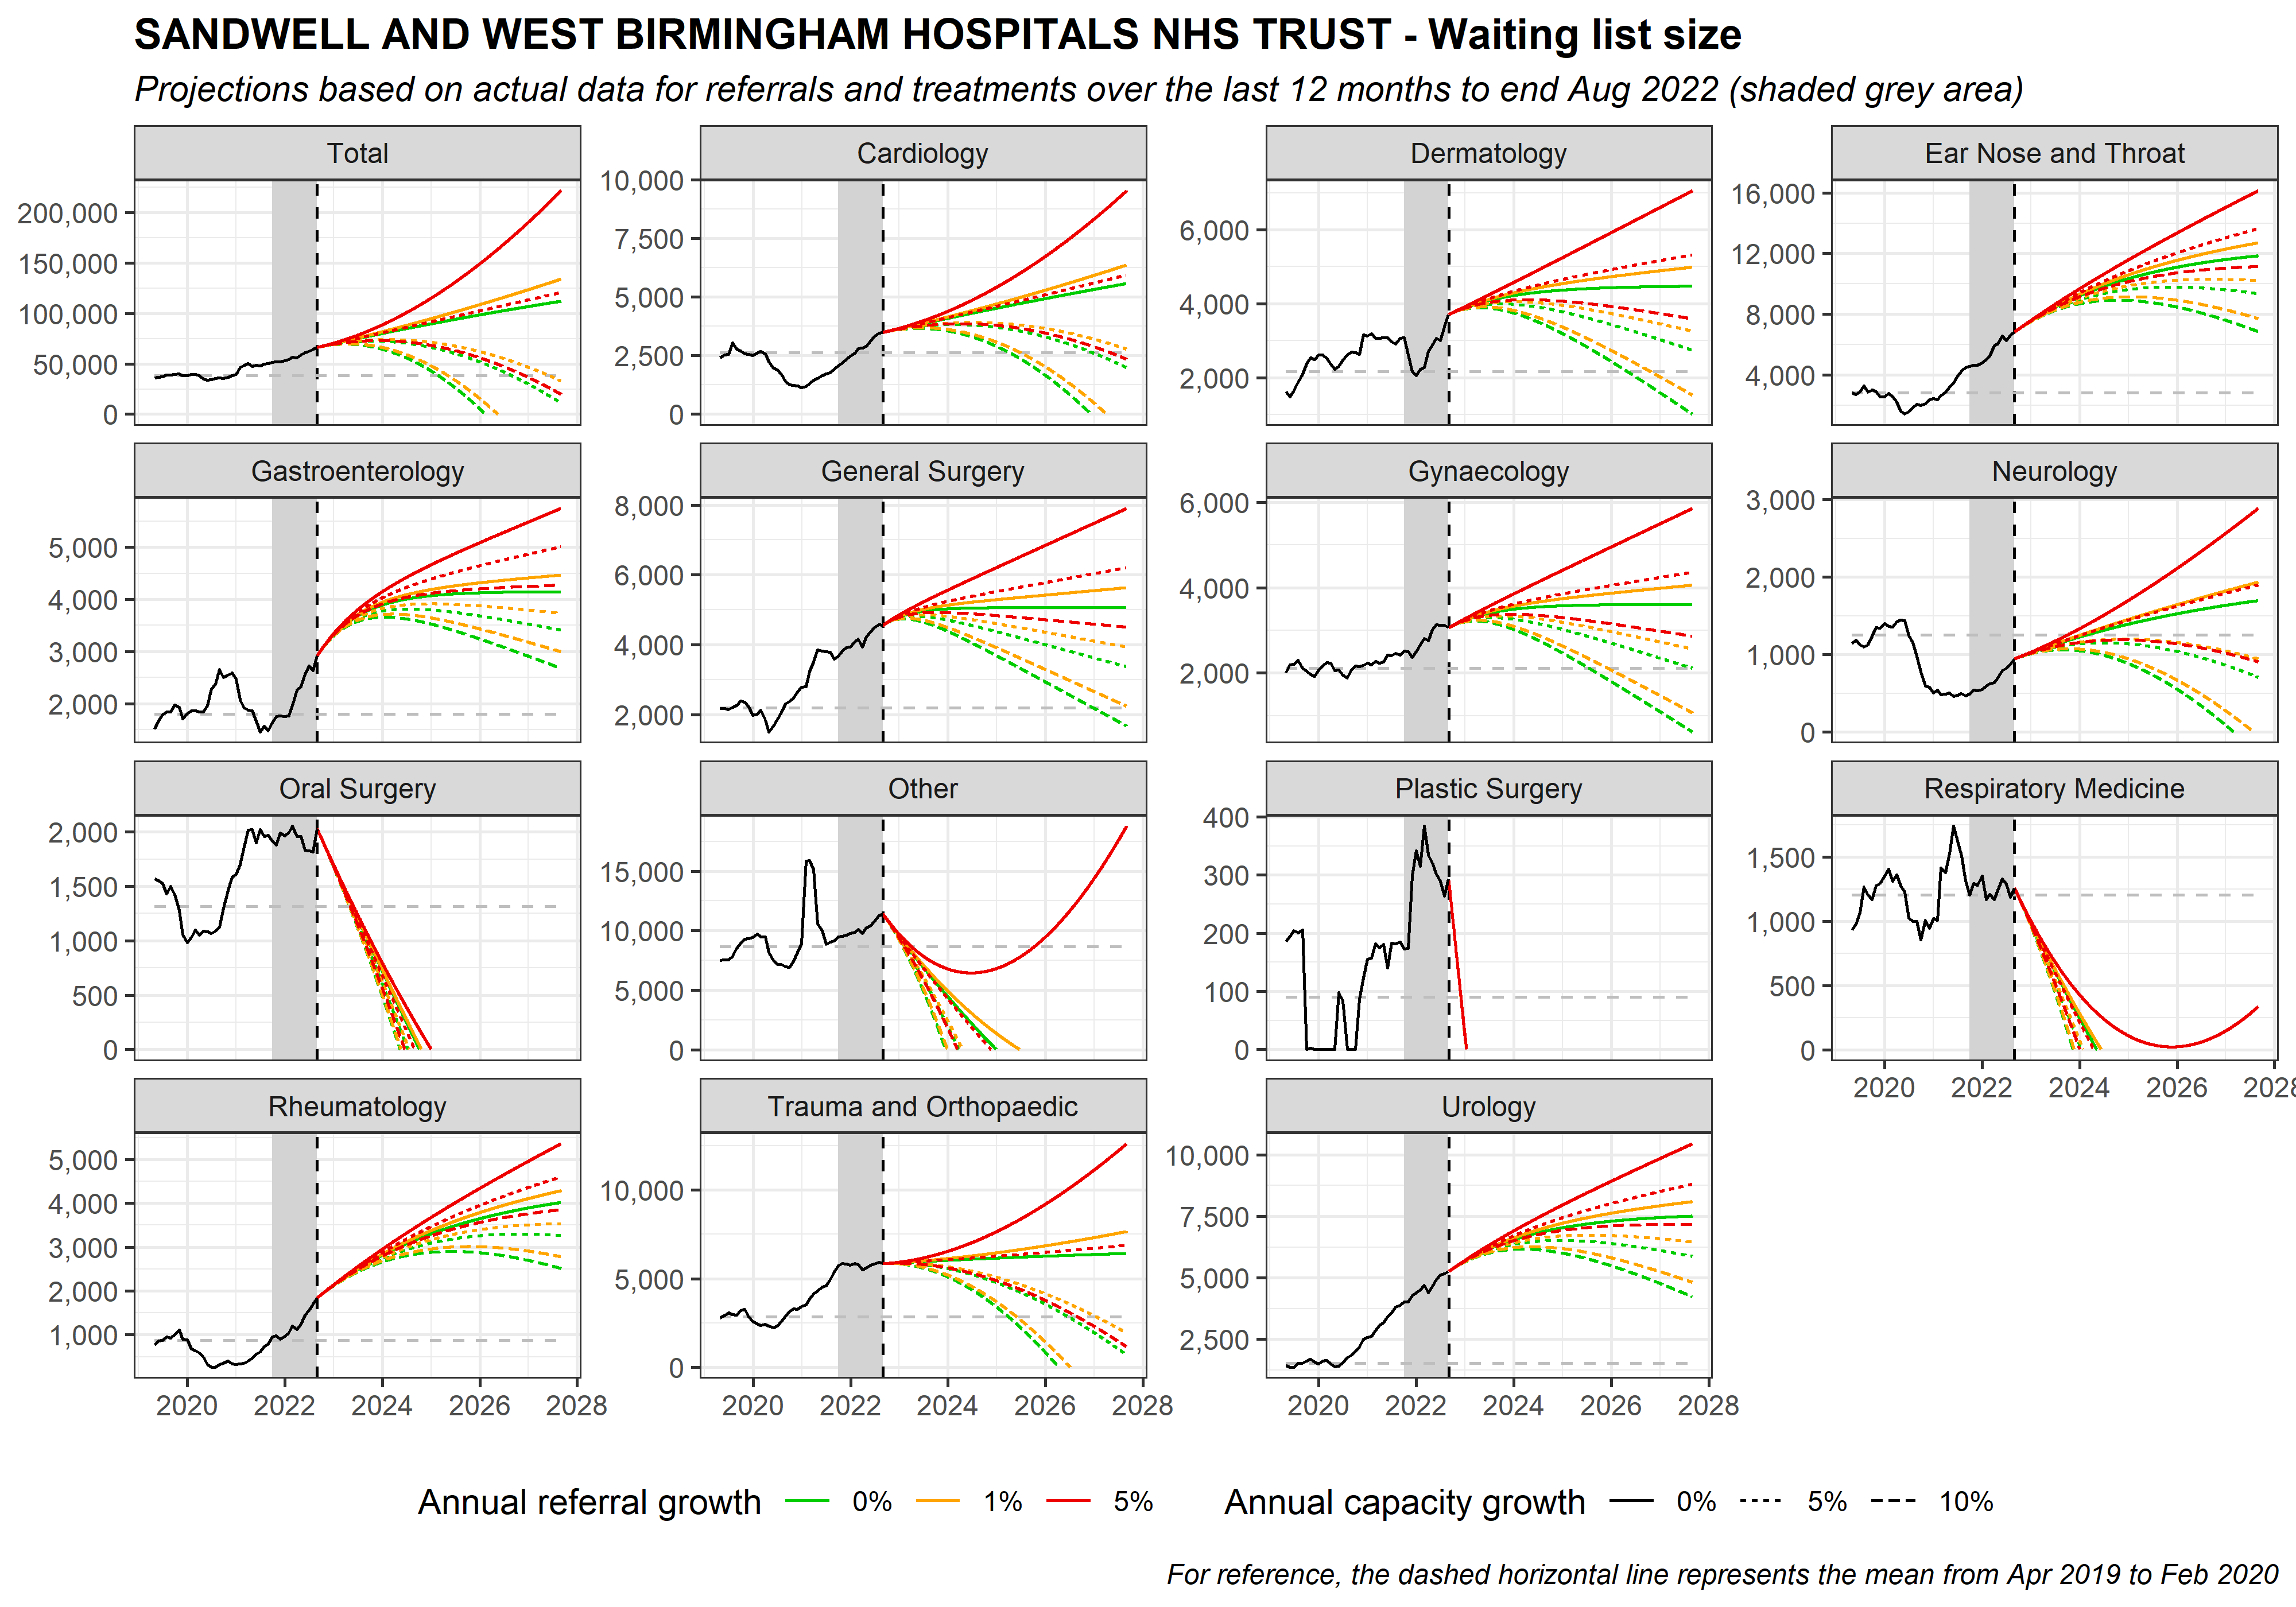 SANDWELL AND WEST BIRMINGHAM HOSPITALS NHS TRUST - Waiting list size
Projections based on actual data for referrals and treatments over the last 12 months to end Aug 2022 (shaded grey area)
Total
200,000
150,000
100,000
50,000
0
Cardiology
10,000
7,500
5,000
2,500
0
Dermatology
6,000
4,000
2,000
Ear Nose and Throat
16,000
12,000
8,000
4,000
Gastroenterology
5,000
4,000
3,000
2,000
General Surgery
8,000
6,000
4,000
2,000
Gynaecology
6,000
4,000
2,000
Neurology
3,000
2,000
1,000
0
Oral Surgery
2,000
1,500
1,000
500
0
Other
15,000
10,000
5,000
0
Plastic Surgery
400
300
200
100
0
Respiratory Medicine
1,500
1,000
500
0
2020 2022 2024 2026 2028
Rheumatology
5,000
4,000
3,000
2,000
1,000
2020 2022 2024 2026 2028
Trauma and Orthopaedic
10,000
5,000
0
2020 2022 2024 2026 2028
Urology
10,000
7,500
5,000
2,500
2020 2022 2024 2026 2028
Annual referral growth 0% 1% 5% Annual capacity growth 0% 5% 10%
For reference, the dashed horizontal line represents the mean from Apr 2019 to Feb 2020